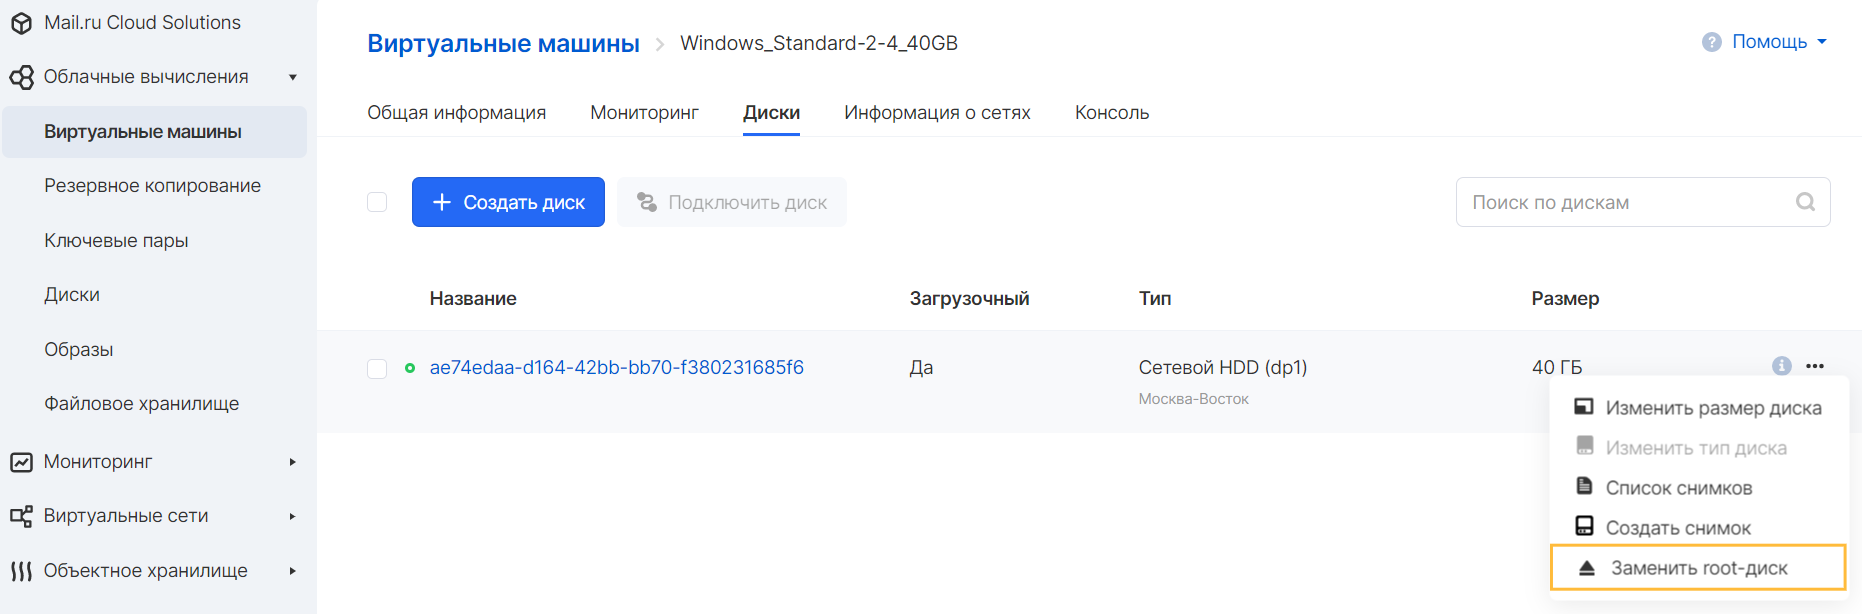 Mail.ru Cloud Solutions
Облачные вычисления
Виртуальные машины
Резервное копирование
Ключевые пары
Диски
Образы
Файловое хранилище
Мониторинг
Виртуальные сети
Объектное хранилище
Виртуальные машины > Windows_Standard-2-4_40GB
? Помощь
Общая информация Мониторинг Диски Информация о сетях Консоль
+ Создать диск Подключить диск Поиск по дискам
Название Загрузочный Тип Размер
ae74edaa-d164-42bb-bb70-f380231685f6 Да Сетевой HDD (dp1) 40 ГБ
Москва-Восток
Изменить размер диска
Изменить тип диска
Список снимков
Создать снимок
Заменить root-диск